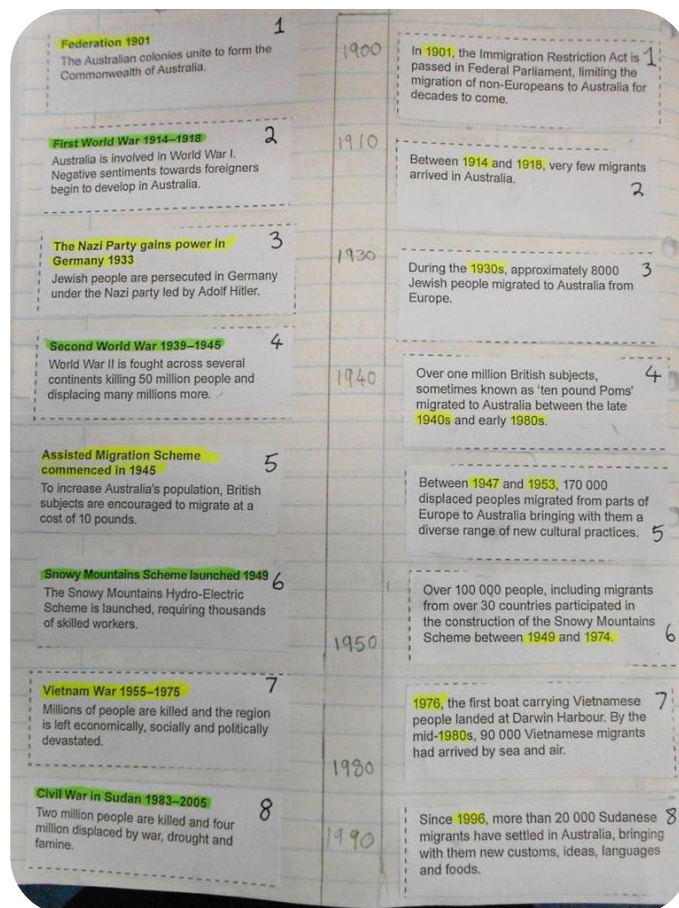 1
Federation 1901
The Australian colonies unite to form the
Commonwealth of Australia.
1900
In 1901, the Immigration Restriction Act is
passed in Federal Parliament, limiting the
migration of non-Europeans to Australia for
decades to come.
1
First World War 1914–1918
2
Australia is involved in World War I.
Negative sentiments towards foreigners
begin to develop in Australia.
1910
Between 1914 and 1918, very few migrants
arrived in Australia.
2
The Nazi Party gains power in
Germany 1933
3
Jewish people are persecuted in Germany
under the Nazi party led by Adolf Hitler.
1930
During the 1930s, approximately 8000
Jewish people migrated to Australia from
Europe.
3
Second World War 1939–1945
4
World War II is fought across several
continents killing 50 million people and
displacing many millions more.
1940
Over one million British subjects,
sometimes known as 'ten pound Poms'
migrated to Australia between the late
1940s and early 1980s.
4
Assisted Migration Scheme
commenced in 1945
5
To increase Australia's population, British
subjects are encouraged to migrate at a
cost of 10 pounds.
Between 1947 and 1953, 170 000
displaced peoples migrated from parts of
Europe to Australia bringing with them a
diverse range of new cultural practices.
5
Snowy Mountains Scheme launched 1949
6
The Snowy Mountains Hydro-Electric
Scheme is launched, requiring thousands
of skilled workers.
1950
Over 100 000 people, including migrants
from over 30 countries participated in
the construction of the Snowy Mountains
Scheme between 1949 and 1974.
6
Vietnam War 1955–1975
7
Millions of people are killed and the region
is left economically, socially and politically
devastated.
1976, the first boat carrying Vietnamese
people landed at Darwin Harbour. By the
mid-1980s, 90 000 Vietnamese migrants
had arrived by sea and air.
7
1980
Civil War in Sudan 1983–2005
8
Two million people are killed and four
million displaced by war, drought and
famine.
1990
Since 1996, more than 20 000 Sudanese
migrants have settled in Australia, bringing
with them new customs, ideas, languages
and foods.
8